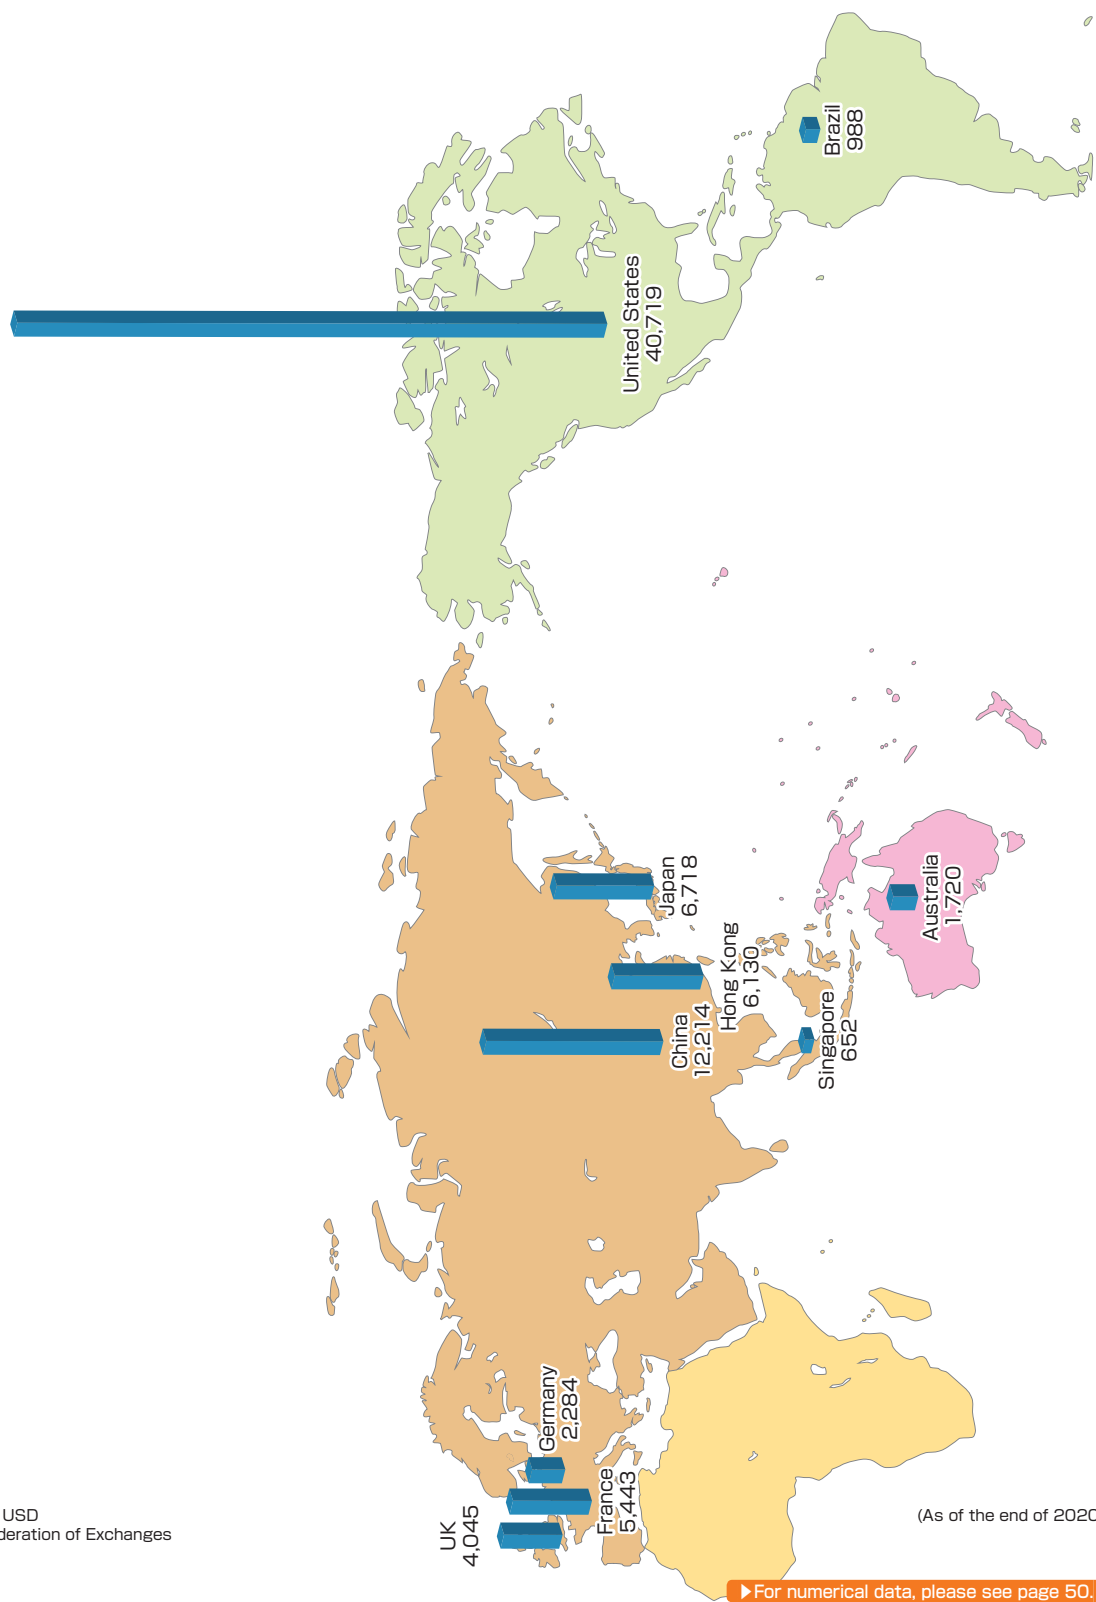 Brazil
988
United States
40,719
Japan
6,718
Hong Kong
6,130
China
12,214
Singapore
652
Australia
1,720
Germany
2,284
France
5,443
UK
4,045
USD
deration of Exchanges
(As of the end of 2020
▶For numerical data, please see page 50.